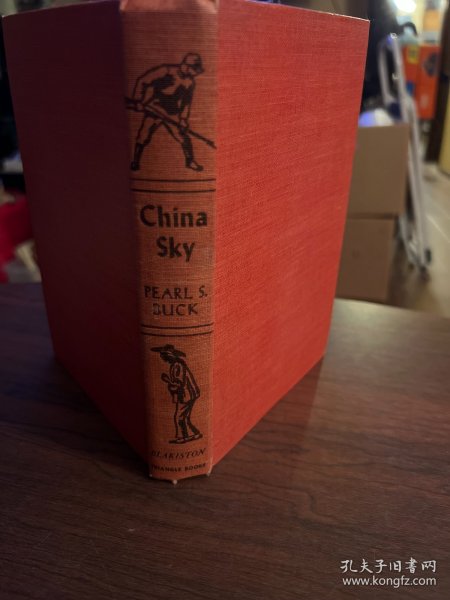 China
Sky
PEARL S.
BUCK
BLAKISTON
TRIANGLE BOOKS
孔夫子旧书网
www.kongfz.com